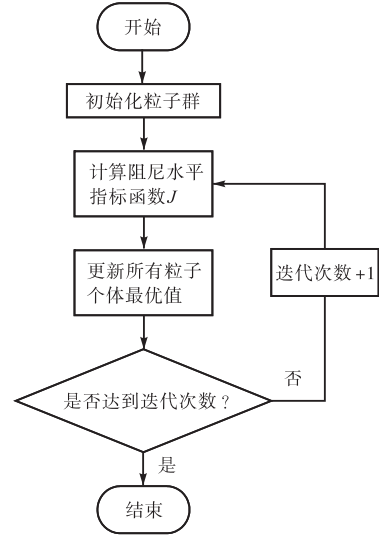 开始
初始化粒子群
计算阻尼水平
指标函数J
更新所有粒子
个体最优值
迭代次数+1
是否达到迭代次数？
否
是
结束